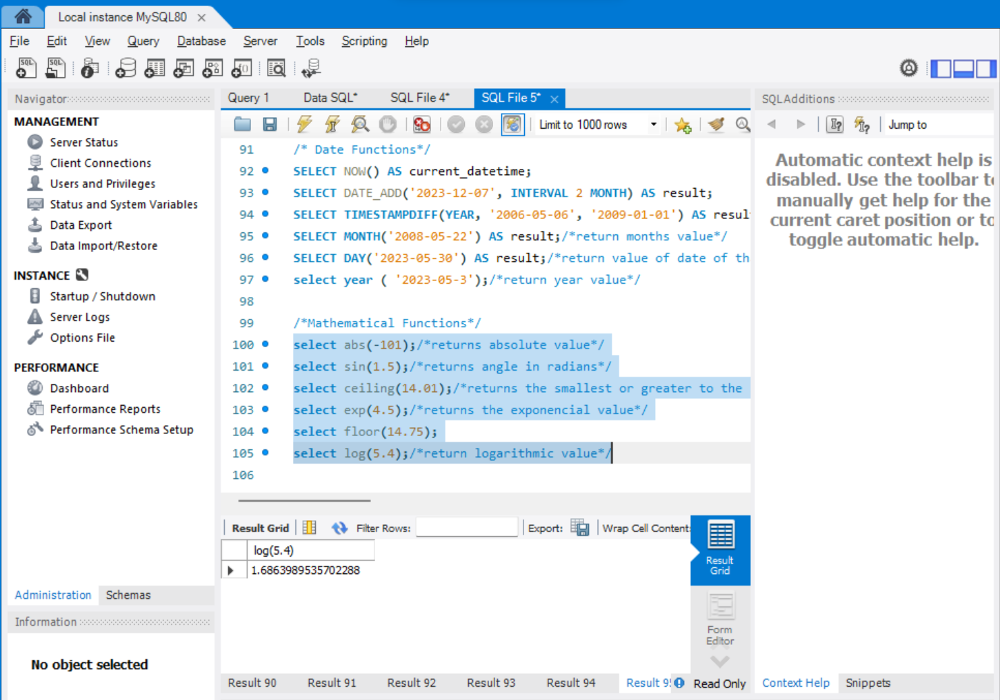 Local instance MySQL80
File Edit View Query Database Server Tools Scripting Help
Navigator
MANAGEMENT
Server Status
Client Connections
Users and Privileges
Status and System Variables
Data Export
Data Import/Restore
INSTANCE
Startup / Shutdown
Server Logs
Options File
PERFORMANCE
Dashboard
Performance Reports
Performance Schema Setup
Administration Schemas
Information
No object selected
Query 1 Data SQL* SQL File 4* SQL File 5*
Limit to 1000 rows
91 /* Date Functions*/
92 SELECT NOW() AS current_datetime;
93 SELECT DATE_ADD('2023-12-07', INTERVAL 2 MONTH) AS result;
94 SELECT TIMESTAMPDIFF(YEAR, '2006-05-06', '2009-01-01') AS resul
95 SELECT MONTH('2008-05-22') AS result;/*return months value*/
96 SELECT DAY('2023-05-30') AS result;/*return value of date of th
97 select year ( '2023-05-3');/*return year value*/
98
99 /*Mathematical Functions*/
100 select abs(-101);/*returns absolute value*/
101 select sin(1.5);/*returns angle in radians*/
102 select ceiling(14.01);/*returns the smallest or greater to the
103 select exp(4.5);/*returns the exponencial value*/
104 select floor(14.75);
105 select log(5.4);/*return logarithmic value*/
106
Result Grid Filter Rows: Export: Wrap Cell Content:
log(5.4)
1.6863989535702288
Result
Grid
Form
Editor
Result 90 Result 91 Result 92 Result 93 Result 94 Result 95 Read Only
SQLAdditions
Jump to
Automatic context help is
disabled. Use the toolbar to
manually get help for the
current caret position or to
toggle automatic help.
Context Help Snippets